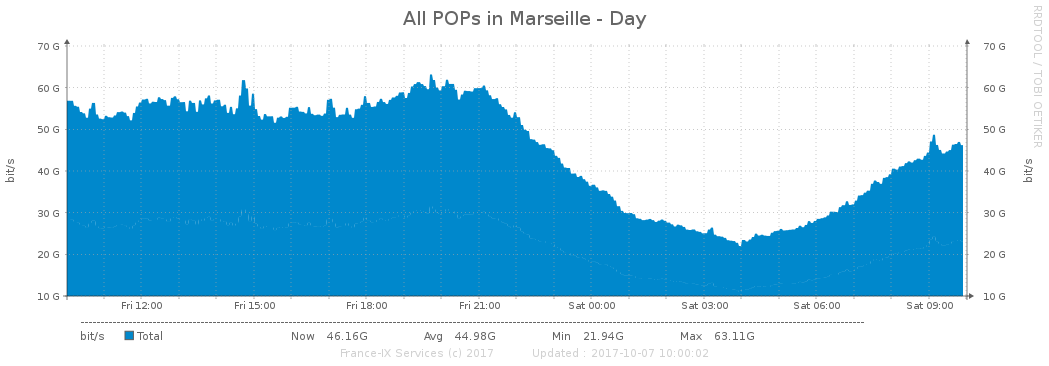 All POPs in Marseille - Day
RRDTOOL / TOBI OETIKER
70 G 70 G
60 G 60 G
50 G 50 G
40 G 40 G
30 G 30 G
20 G 20 G
10 G 10 G
bit/s
bit/s
Fri 12:00 Fri 15:00 Fri 18:00 Fri 21:00 Sat 00:00 Sat 03:00 Sat 06:00 Sat 09:00
bit/s Total Now 46.16G Avg 44.98G Min 21.94G Max 63.11G
France-IX Services (c) 2017 Updated : 2017-10-07 10:00:02